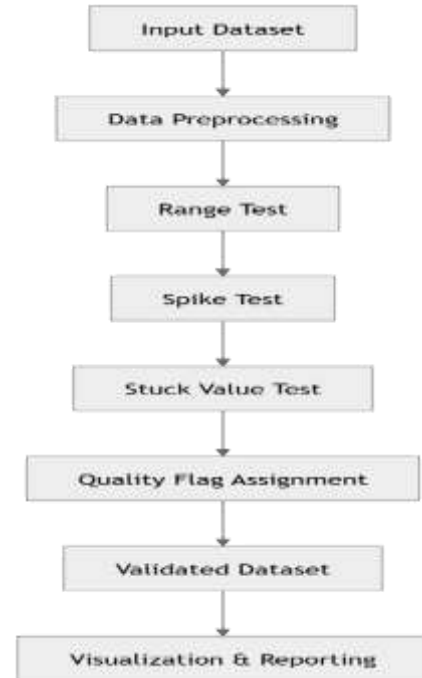 Input Dataset
Data Preprocessing
Range Test
Spike Test
Stuck Value Test
Quality Flag Assignment
Validated Dataset
Visualization & Reporting